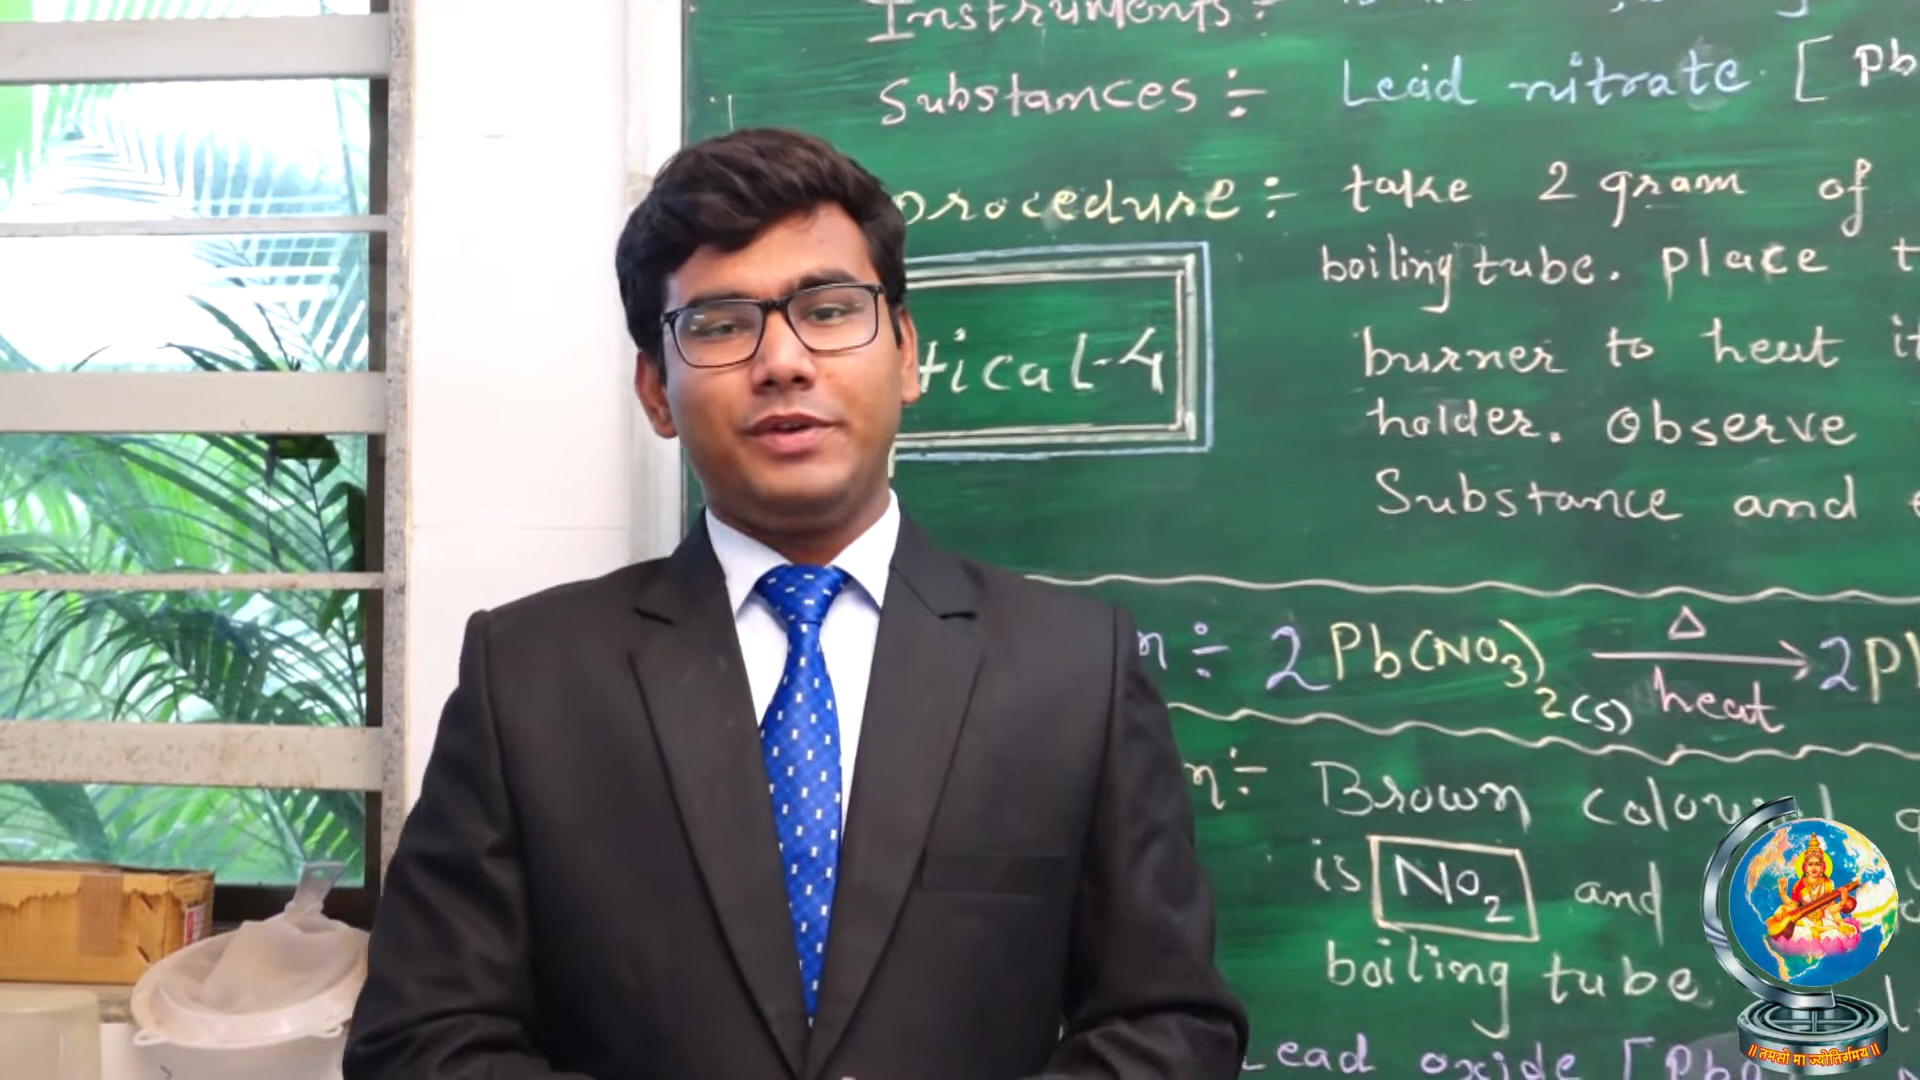 Instruments÷
Substances÷ Lead nitrate [Pb
procedure÷ take 2 gram of
boiling tube. place t
burner to heat it
holder. Observe
Substance and
tical-4
n÷ 2Pb(NO3)2(s) Δ heat → 2P
n÷ Brown coloured
is NO2 and
boiling tube
Lead oxide [Pb
॥ तमसो मा ज्योतिर्गमय ॥